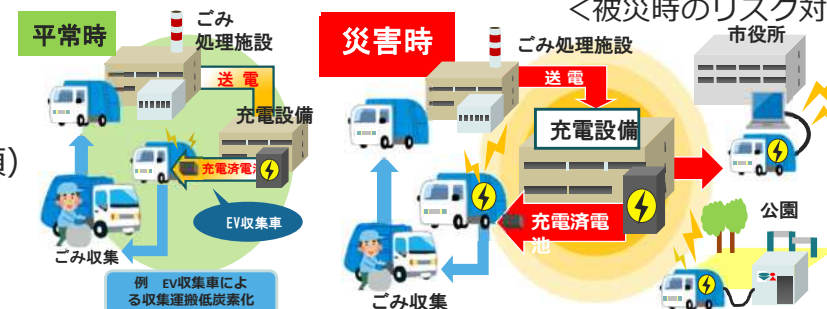 <被災時のリスク対
平常時
ごみ
処理施設
送 電
充電設備
充電済電池
EV収集車
ごみ収集
例 EV収集車によ
る収集運搬低炭素化
災害時
ごみ処理施設
送 電
充電設備
充電済電
池
ごみ収集
市役所
公園